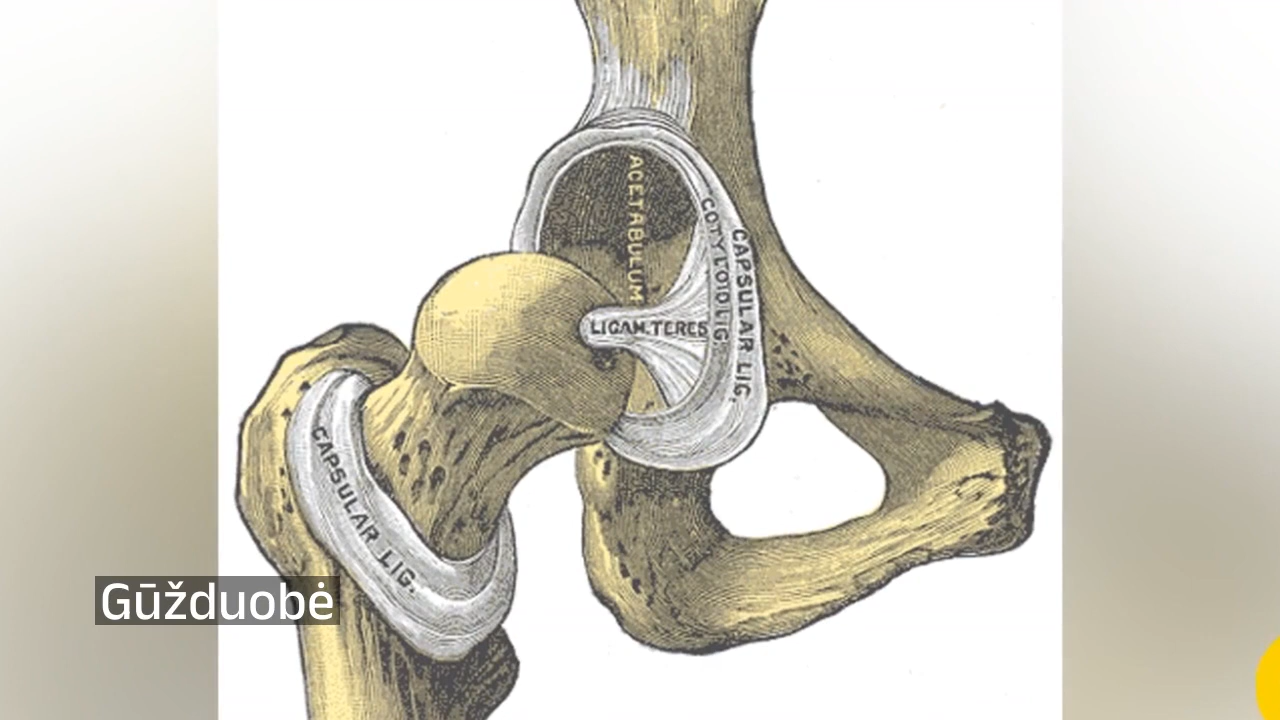 ACETABULUM
COTYLOID LIG.
CAPSULAR LIG.
LIGAM. TERES
CAPSULAR LIG.
Gūžduobė